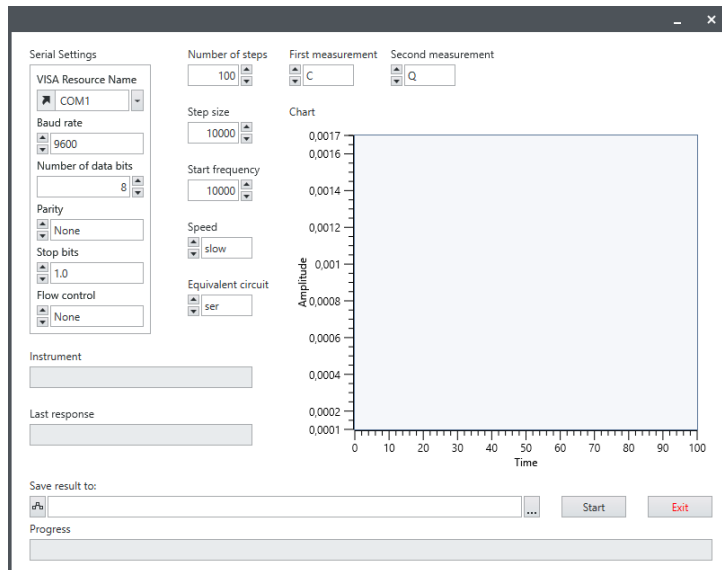 Serial Settings
VISA Resource Name
COM1
Baud rate
9600
Number of data bits
8
Parity
None
Stop bits
1.0
Flow control
None
Number of steps
100
Step size
10000
Start frequency
10000
Speed
slow
Equivalent circuit
ser
First measurement
C
Second measurement
Q
Chart
0,0017
0,0016
0,0014
0,0012
0,001
0,0008
0,0006
0,0004
0,0002
0,0001
Amplitude
0 10 20 30 40 50 60 70 80 90 100
Time
Instrument
Last response
Save result to:
...
Start
Exit
Progress